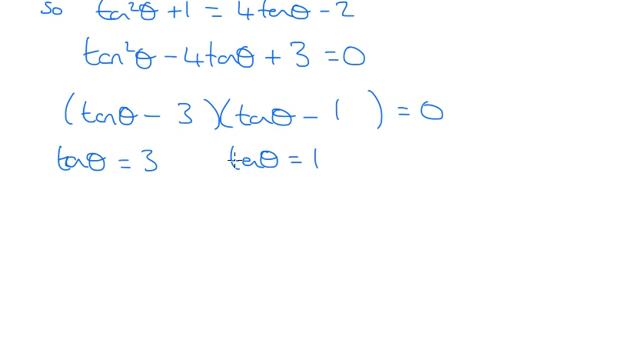 So tan²θ + 1 = 4tanθ - 2
tan²θ - 4tanθ + 3 = 0
(tanθ - 3)(tanθ - 1) = 0
tanθ = 3 tanθ = 1